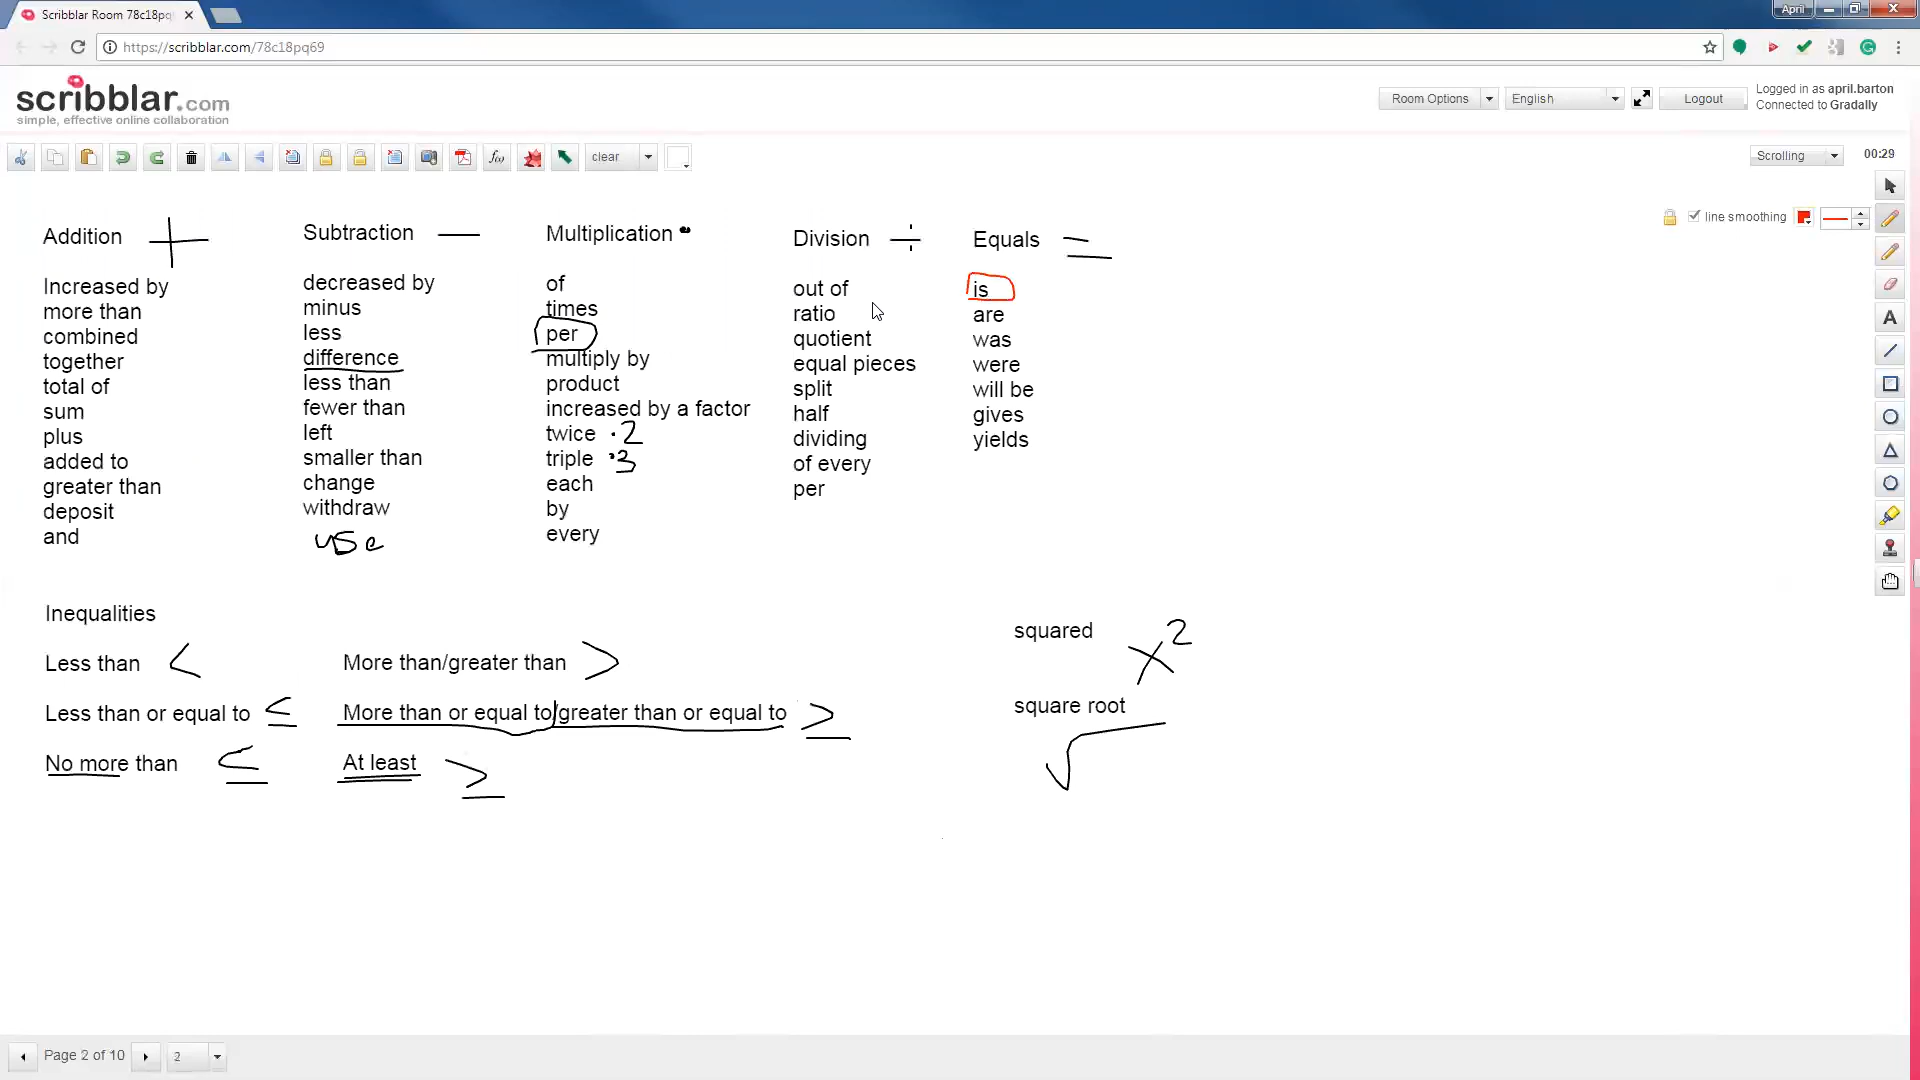 Scribblar Room 78c18pq
April
https://scribblar.com/78c18pq69
scribblar.com
simple, effective online collaboration
Room Options
English
Logout
Logged in as april.barton
Connected to Gradally
f(x)
clear
Scrolling
00:29
line smoothing
A
Addition +
Increased by
more than
combined
together
total of
sum
plus
added to
greater than
deposit
and
Subtraction —
decreased by
minus
less
difference
less than
fewer than
left
smaller than
change
withdraw
use
Multiplication •
of
times
per
multiply by
product
increased by a factor
twice ·2
triple ·3
each
by
every
Division ÷
out of
ratio
quotient
equal pieces
split
half
dividing
of every
per
Equals =
is
are
was
were
will be
gives
yields
Inequalities
Less than <
More than/greater than >
Less than or equal to ≤
More than or equal to/greater than or equal to ≥
No more than ≤
At least ≥
squared x²
square root
√
Page 2 of 10
2